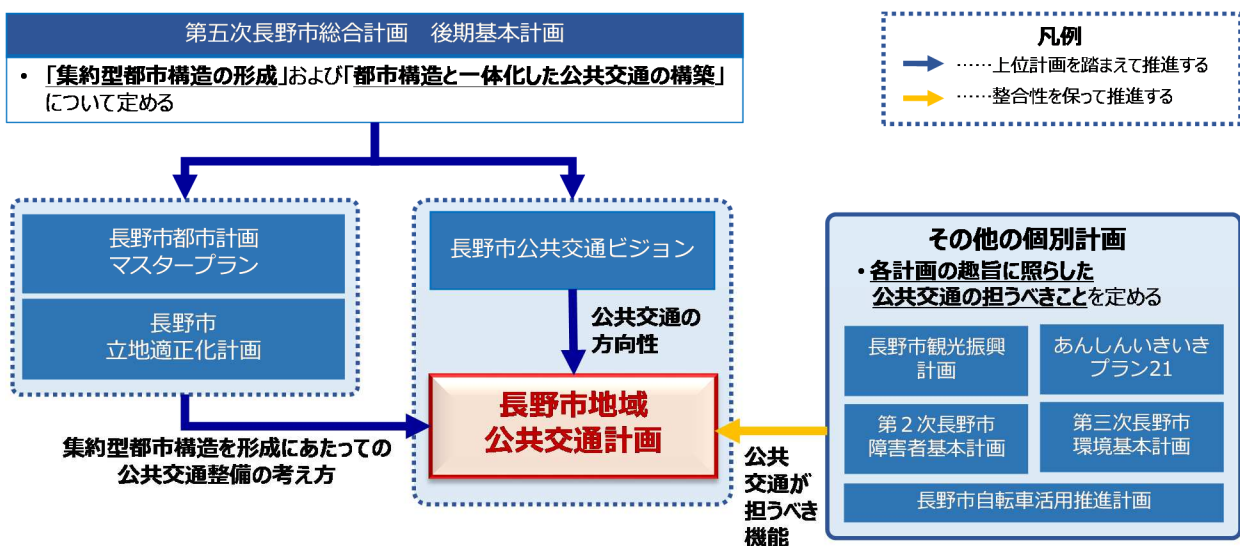 第五次長野市総合計画　後期基本計画
・「集約型都市構造の形成」および「都市構造と一体化した公共交通の構築」
について定める
凡例
……上位計画を踏まえて推進する
……整合性を保って推進する
長野市都市計画
マスタープラン
長野市
立地適正化計画
長野市公共交通ビジョン
公共交通の
方向性
長野市地域
公共交通計画
集約型都市構造を形成にあたっての
公共交通整備の考え方
その他の個別計画
・各計画の趣旨に照らした
公共交通の担うべきことを定める
長野市観光振興
計画
あんしんいきいき
プラン21
第２次長野市
障害者基本計画
第三次長野市
環境基本計画
長野市自転車活用推進計画
公共
交通が
担うべき
機能